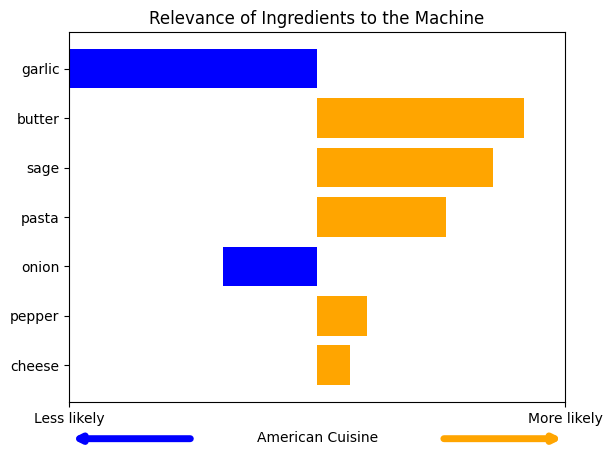 Relevance of Ingredients to the Machine
garlic
butter
sage
pasta
onion
pepper
cheese
Less likely More likely
American Cuisine